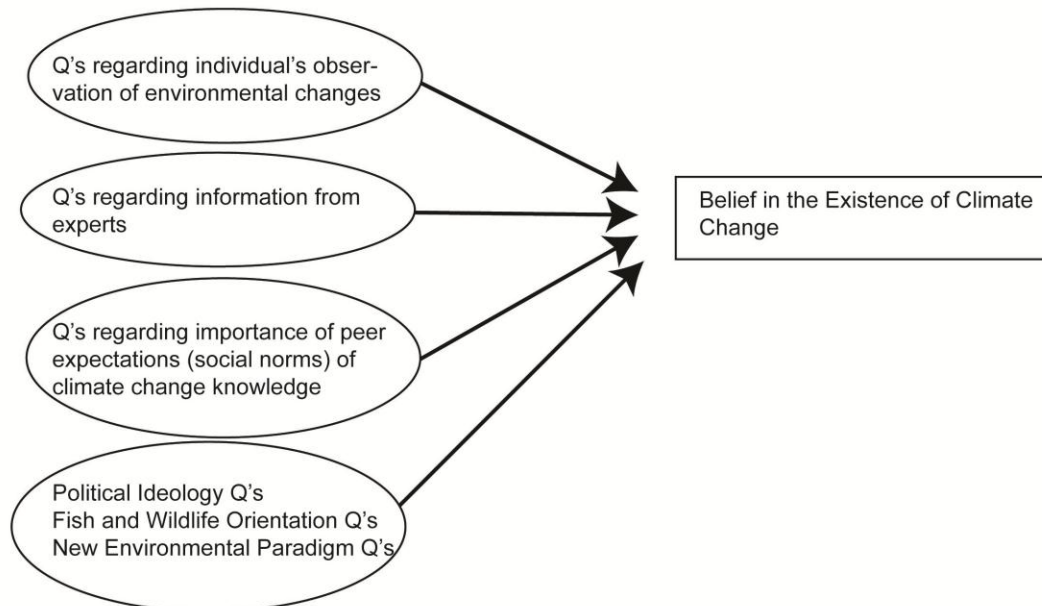 Q’s regarding individual’s obser-
vation of environmental changes
Q’s regarding information from
experts
Q’s regarding importance of peer
expectations (social norms) of
climate change knowledge
Political Ideology Q’s
Fish and Wildlife Orientation Q’s
New Environmental Paradigm Q’s
Belief in the Existence of Climate
Change